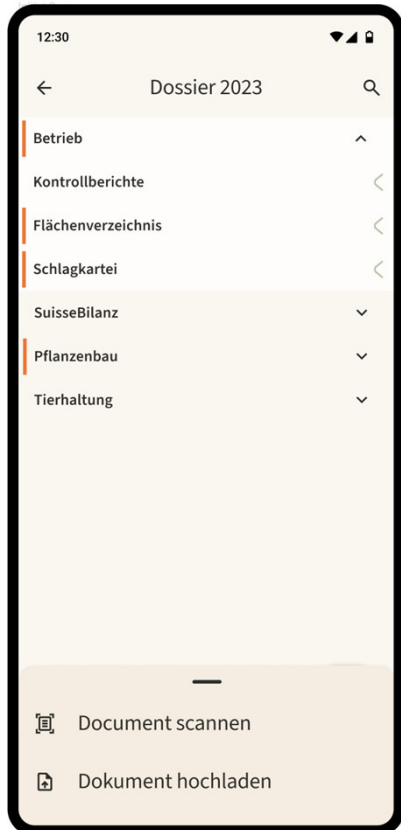 12:30
Dossier 2023
Betrieb
Kontrollberichte
Flächenverzeichnis
Schlagkartei
SuisseBilanz
Pflanzenbau
Tierhaltung
Document scannen
Dokument hochladen